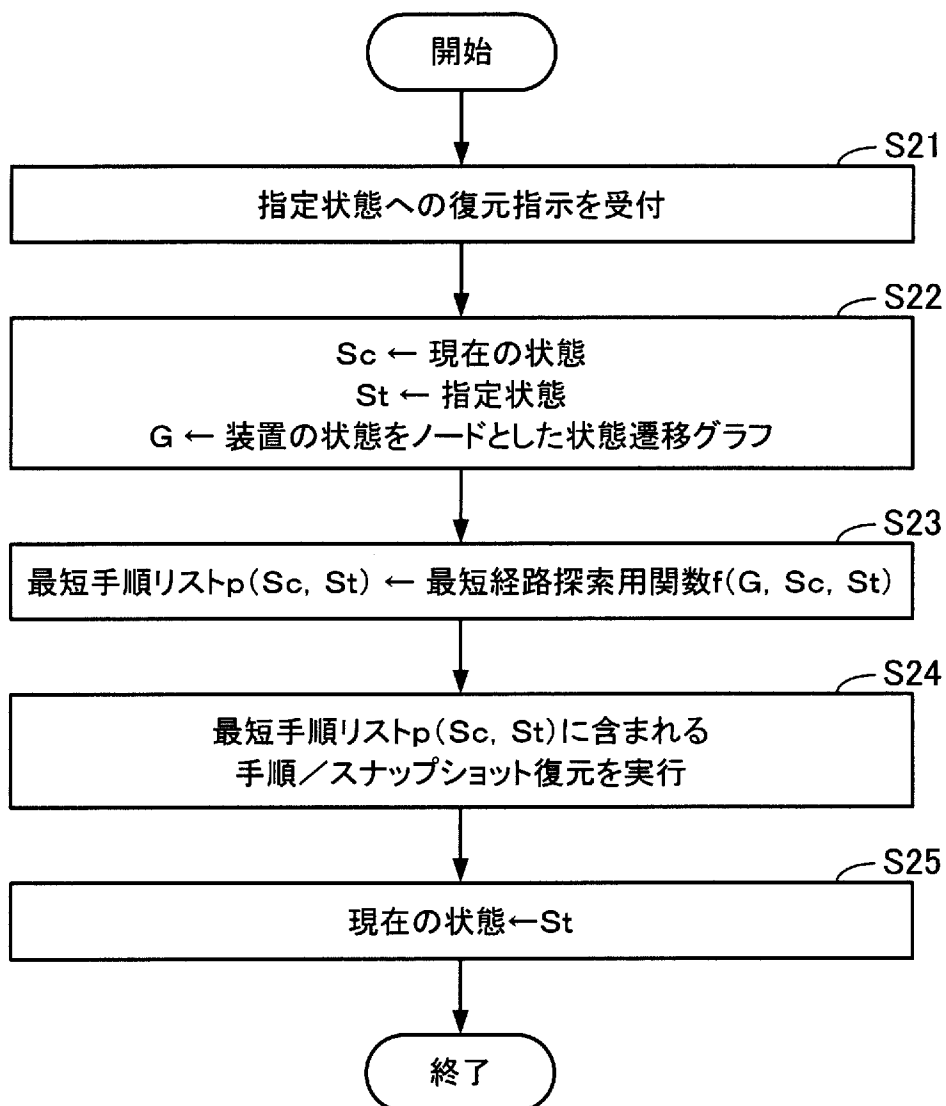 開始
S21
指定状態への復元指示を受付
S22
Sc ← 現在の状態
St ← 指定状態
G ← 装置の状態をノードとした状態遷移グラフ
S23
最短手順リストp(Sc, St) ← 最短経路探索用関数f(G, Sc, St)
S24
最短手順リストp(Sc, St)に含まれる
手順／スナップショット復元を実行
S25
現在の状態←St
終了